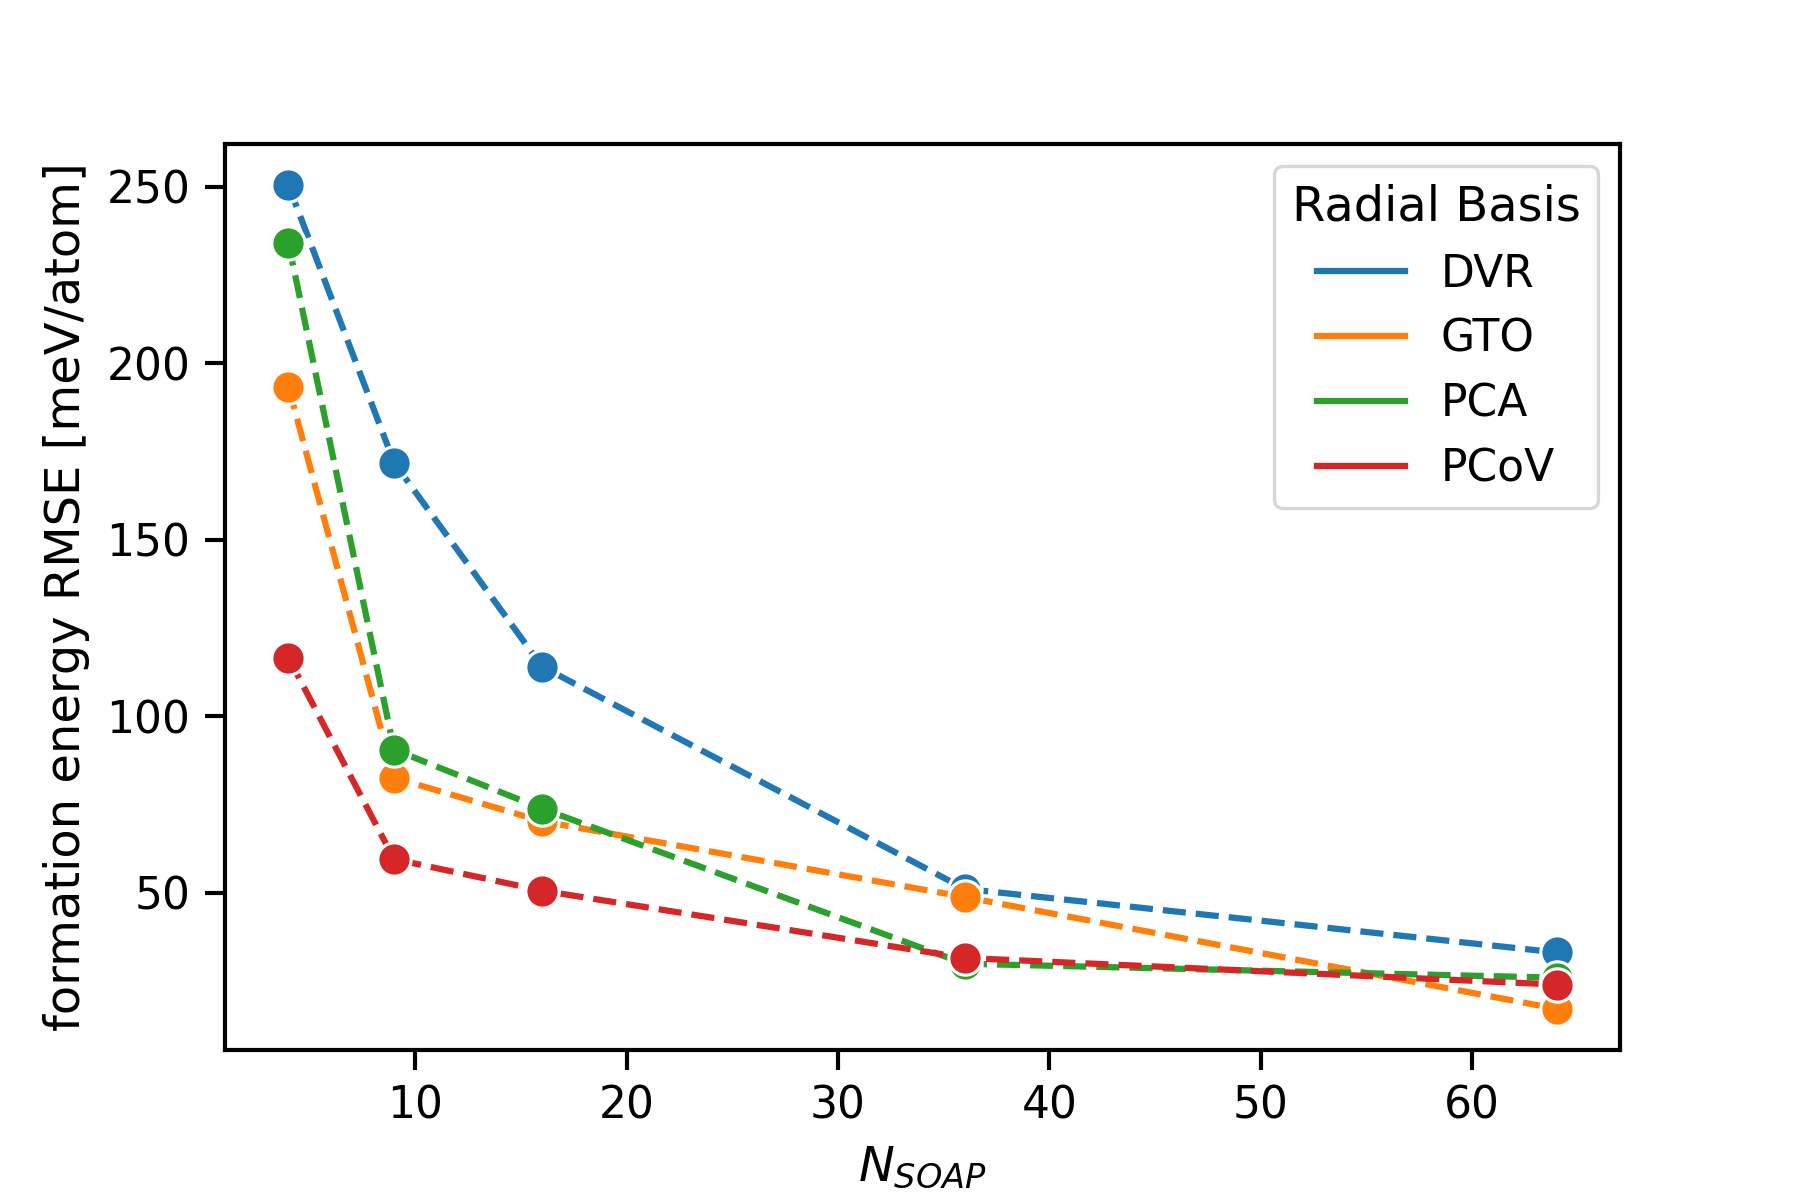 formation energy RMSE [meV/atom]
250
200
150
100
50
Radial Basis
DVR
GTO
PCA
PCoV
10 20 30 40 50 60
N_SOAP